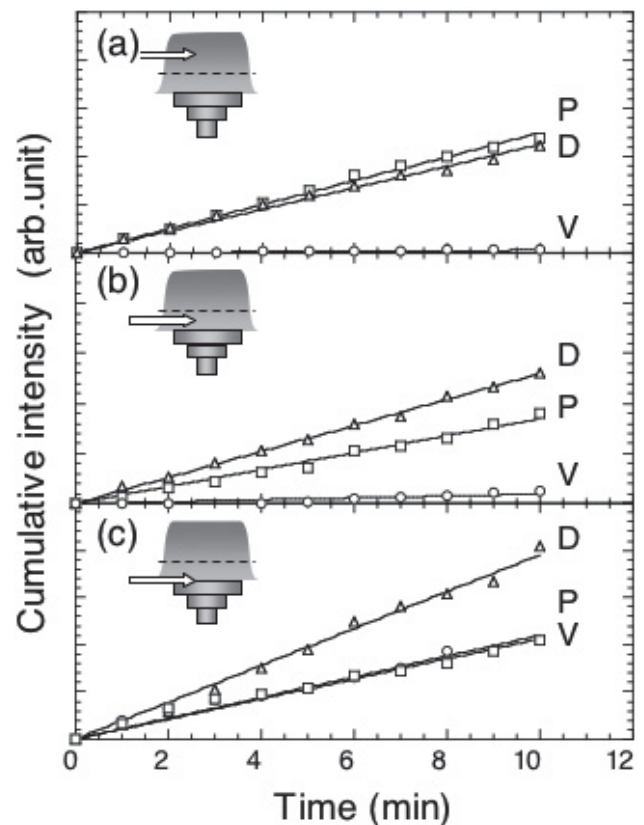 (a)
P
D
V
(b)
D
P
V
(c)
D
P
V
Cumulative intensity (arb.unit)
0 2 4 6 8 10 12
Time (min)